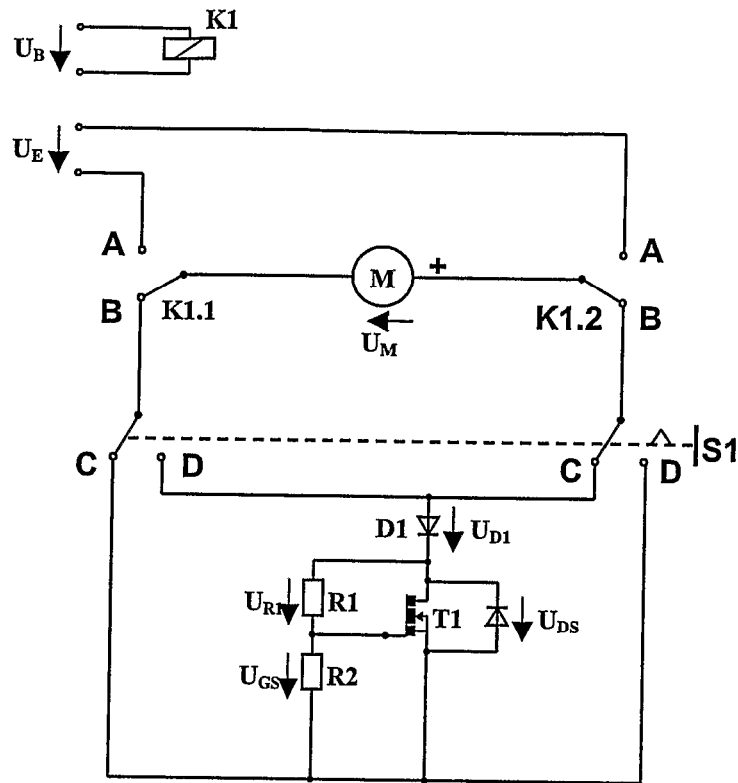 K1
U_B
U_E
A
A
M
+
B
K1.1
K1.2
B
U_M
C
D
C
D
S1
D1
U_D1
U_R1
R1
T1
U_DS
U_GS
R2